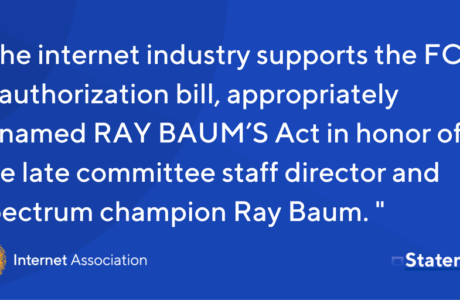 he internet industry supports the FC
authorization bill, appropriately
named RAY BAUM’S Act in honor of
e late committee staff director and
pectrum champion Ray Baum. "
Internet Association
Statem